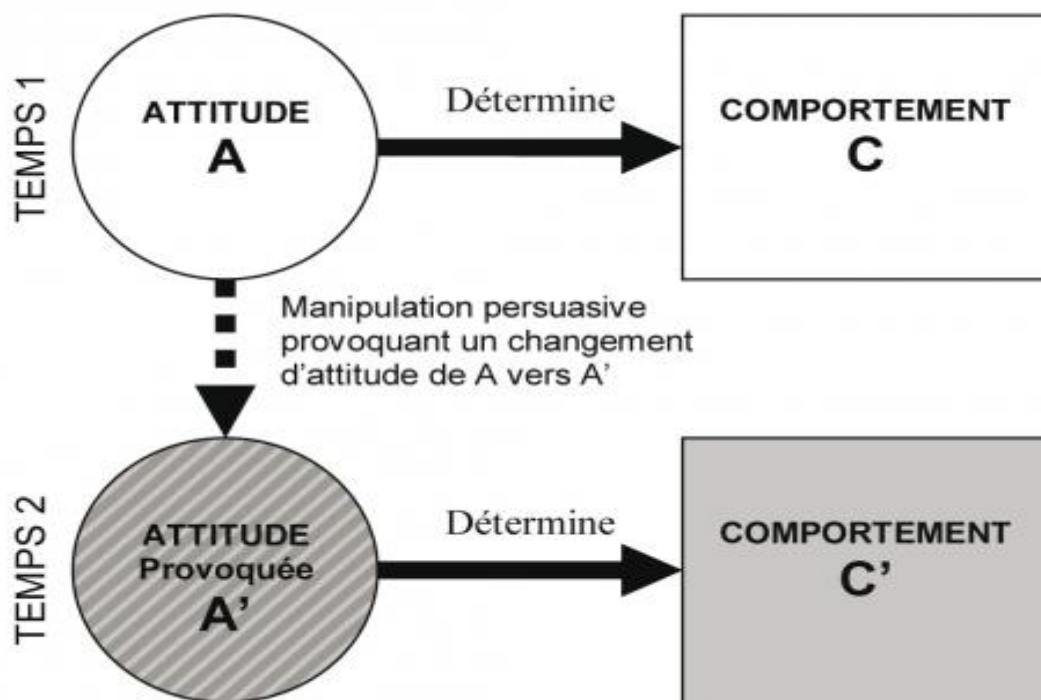 TEMPS 1
ATTITUDE
A
Détermine
COMPORTEMENT
C
Manipulation persuasive
provoquant un changement
d'attitude de A vers A'
TEMPS 2
ATTITUDE
Provoquée
A'
Détermine
COMPORTEMENT
C'